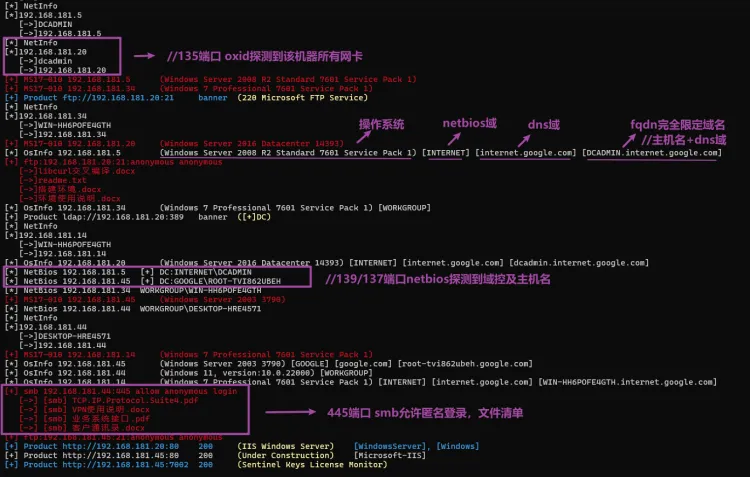 [*] NetInfo
[*]192.168.181.5
[->]DCADMIN
[->]192.168.181.5
[*] NetInfo
[*]192.168.181.20
[->]dcadmin
[->]192.168.181.20
//135端口 oxid探测到该机器所有网卡
[+] MS17-010 192.168.181.5 (Windows Server 2008 R2 Standard 7601 Service Pack 1)
[+] MS17-010 192.168.181.34 (Windows 7 Professional 7601 Service Pack 1)
[+] Product ftp://192.168.181.20:21 banner (220 Microsoft FTP Service)
[*] NetInfo
[*]192.168.181.34
[->]WIN-HH6POFE4GTH
[->]192.168.181.34
操作系统
netbios域
dns域
fqdn完全限定域名
//主机名+dns域
[+] MS17-010 192.168.181.20 (Windows Server 2016 Datacenter 14393)
[*] OsInfo 192.168.181.5 (Windows Server 2008 R2 Standard 7601 Service Pack 1) [INTERNET] [internet.google.com] [DCADMIN.internet.google.com]
[+] ftp:192.168.181.20:21:anonymous anonymous
[->]libcurl交叉编译.docx
[->]readme.txt
[->]搭建环境.docx
[->]环境使用说明.docx
[*] OsInfo 192.168.181.34 (Windows 7 Professional 7601 Service Pack 1) [WORKGROUP]
[+] Product ldap://192.168.181.20:389 banner ([+]DC)
[*] NetInfo
[*]192.168.181.14
[->]WIN-HH6POFE4GTH
[->]192.168.181.14
[*] OsInfo 192.168.181.20 (Windows Server 2016 Datacenter 14393) [INTERNET] [internet.google.com] [dcadmin.internet.google.com]
[*] NetBios 192.168.181.5 [+] DC:INTERNET\DCADMIN
[*] NetBios 192.168.181.45 [+] DC:GOOGLE\ROOT-TVI862UBEH
//139/137端口netbios探测到域控及主机名
[*] NetBios 192.168.181.34 WORKGROUP\WIN-HH6POFE4GTH
[+] MS17-010 192.168.181.45 (Windows Server 2003 3790)
[*] NetBios 192.168.181.44 WORKGROUP\DESKTOP-HRE4571
[*] NetInfo
[*]192.168.181.44
[->]DESKTOP-HRE4571
[->]192.168.181.44
[+] MS17-010 192.168.181.14 (Windows 7 Professional 7601 Service Pack 1)
[*] OsInfo 192.168.181.45 (Windows Server 2003 3790) [GOOGLE] [google.com] [root-tvi862ubeh.google.com]
[*] OsInfo 192.168.181.44 (Windows 11, version:10.0.22000) [WORKGROUP]
[*] OsInfo 192.168.181.14 (Windows 7 Professional 7601 Service Pack 1) [INTERNET] [internet.google.com] [WIN-HH6POFE4GTH.internet.google.com]
[+] smb 192.168.181.44:445 allow anonymous login
[->] [smb] TCP.IP.Protocol.Suite4.pdf
[->] [smb] VPN使用说明.docx
[->] [smb] 业务系统接口.pdf
[->] [smb] 客户通讯录.docx
445端口 smb允许匿名登录，文件清单
[+] ftp:192.168.181.45:21:anonymous anonymous
[+] Product http://192.168.181.20:80 200 (IIS Windows Server) [WindowsServer], [Windows]
[+] Product http://192.168.181.45:80 200 (Under Construction) [Microsoft-IIS]
[+] Product http://192.168.181.45:7002 200 (Sentinel Keys License Monitor)